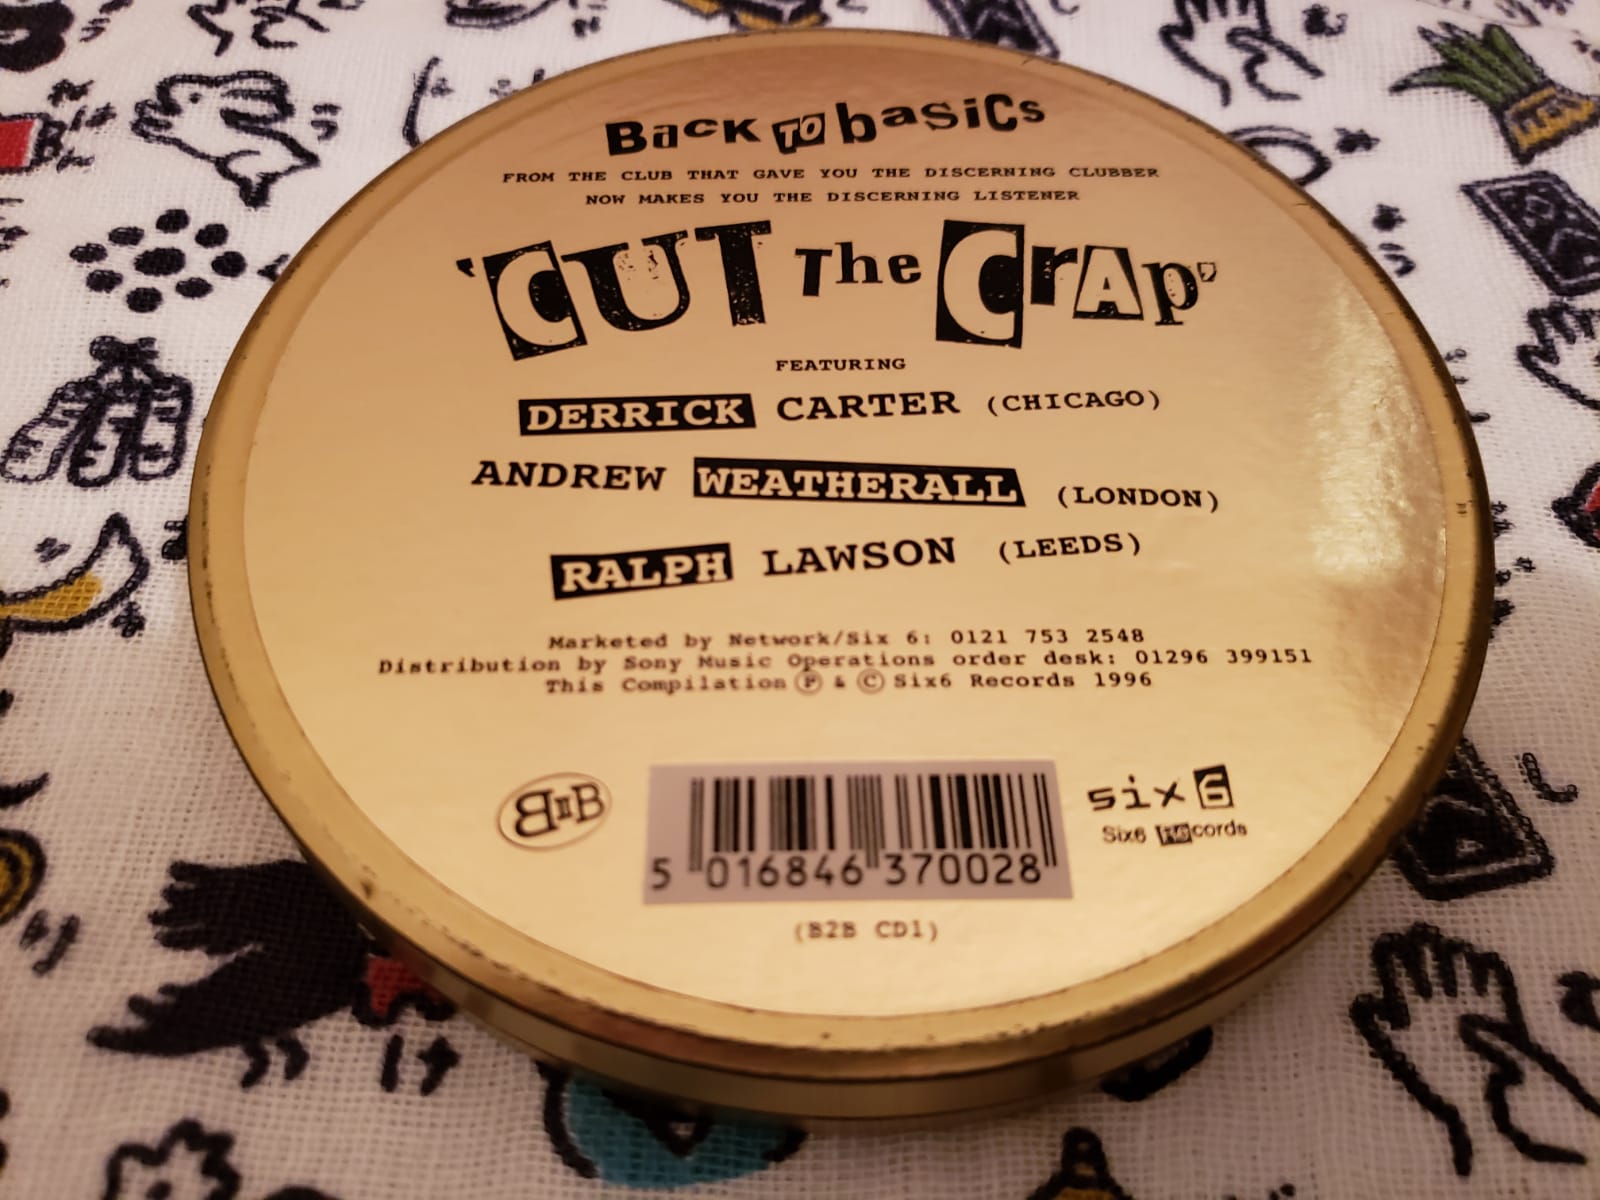 Back TO basics
FROM THE CLUB THAT GAVE YOU THE DISCERNING CLUBBER
NOW MAKES YOU THE DISCERNING LISTENER
'CUT The CrAp'
FEATURING
DERRICK CARTER (CHICAGO)
ANDREW WEATHERALL (LONDON)
RALPH LAWSON (LEEDS)
Marketed by Network/Six 6: 0121 753 2548
Distribution by Sony Music Operations order desk: 01296 399151
This Compilation Ⓟ & © Six6 Records 1996
BIIB
six 6
Six6 Records
5 016846 370028
(B2B CD1)